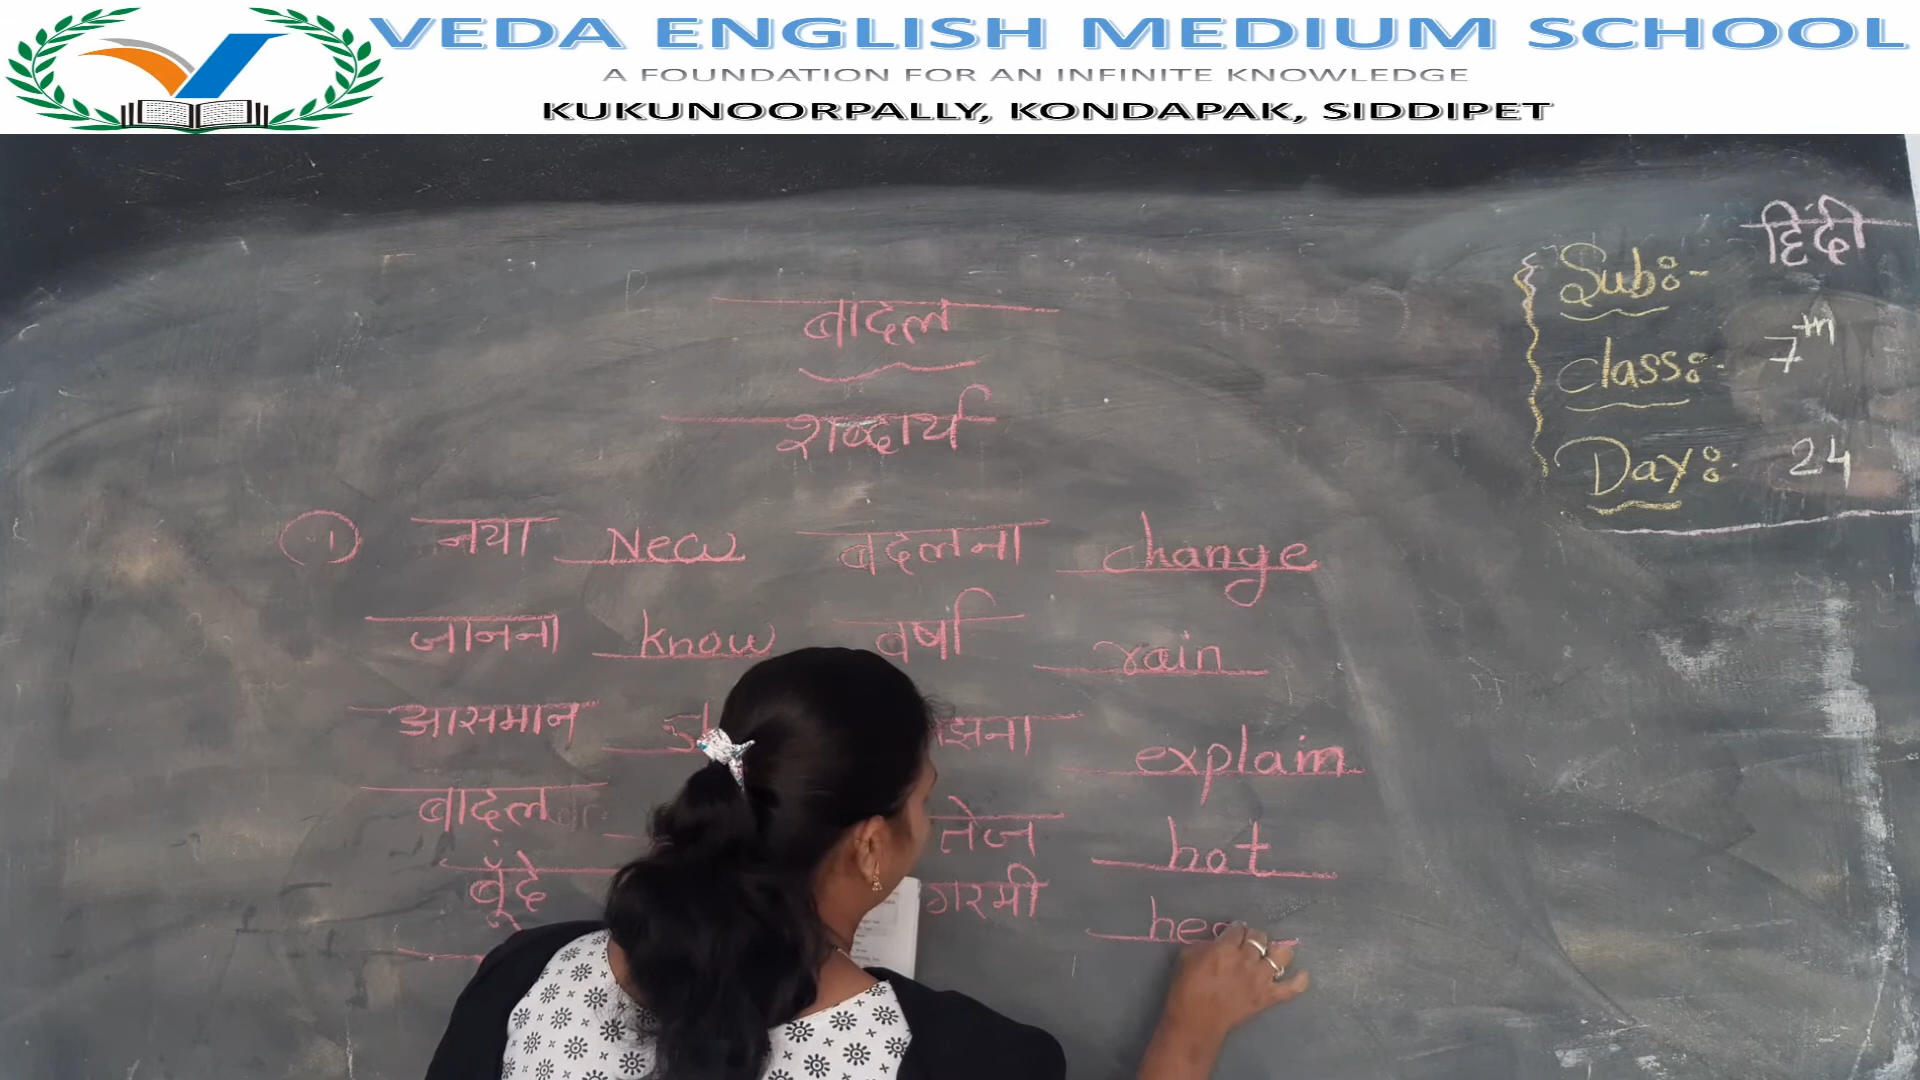 VEDA ENGLISH MEDIUM SCHOOL
A FOUNDATION FOR AN INFINITE KNOWLEDGE
KUKUNOORPALLY, KONDAPAK, SIDDIPET
Sub:- हिंदी
class:- 7th
Day:- 24
बादल
शब्दार्थ
1 नया New बदलना change
जानना know वर्षा rain
आसमान explain
बादल तेज hot
बूँदे गरमी